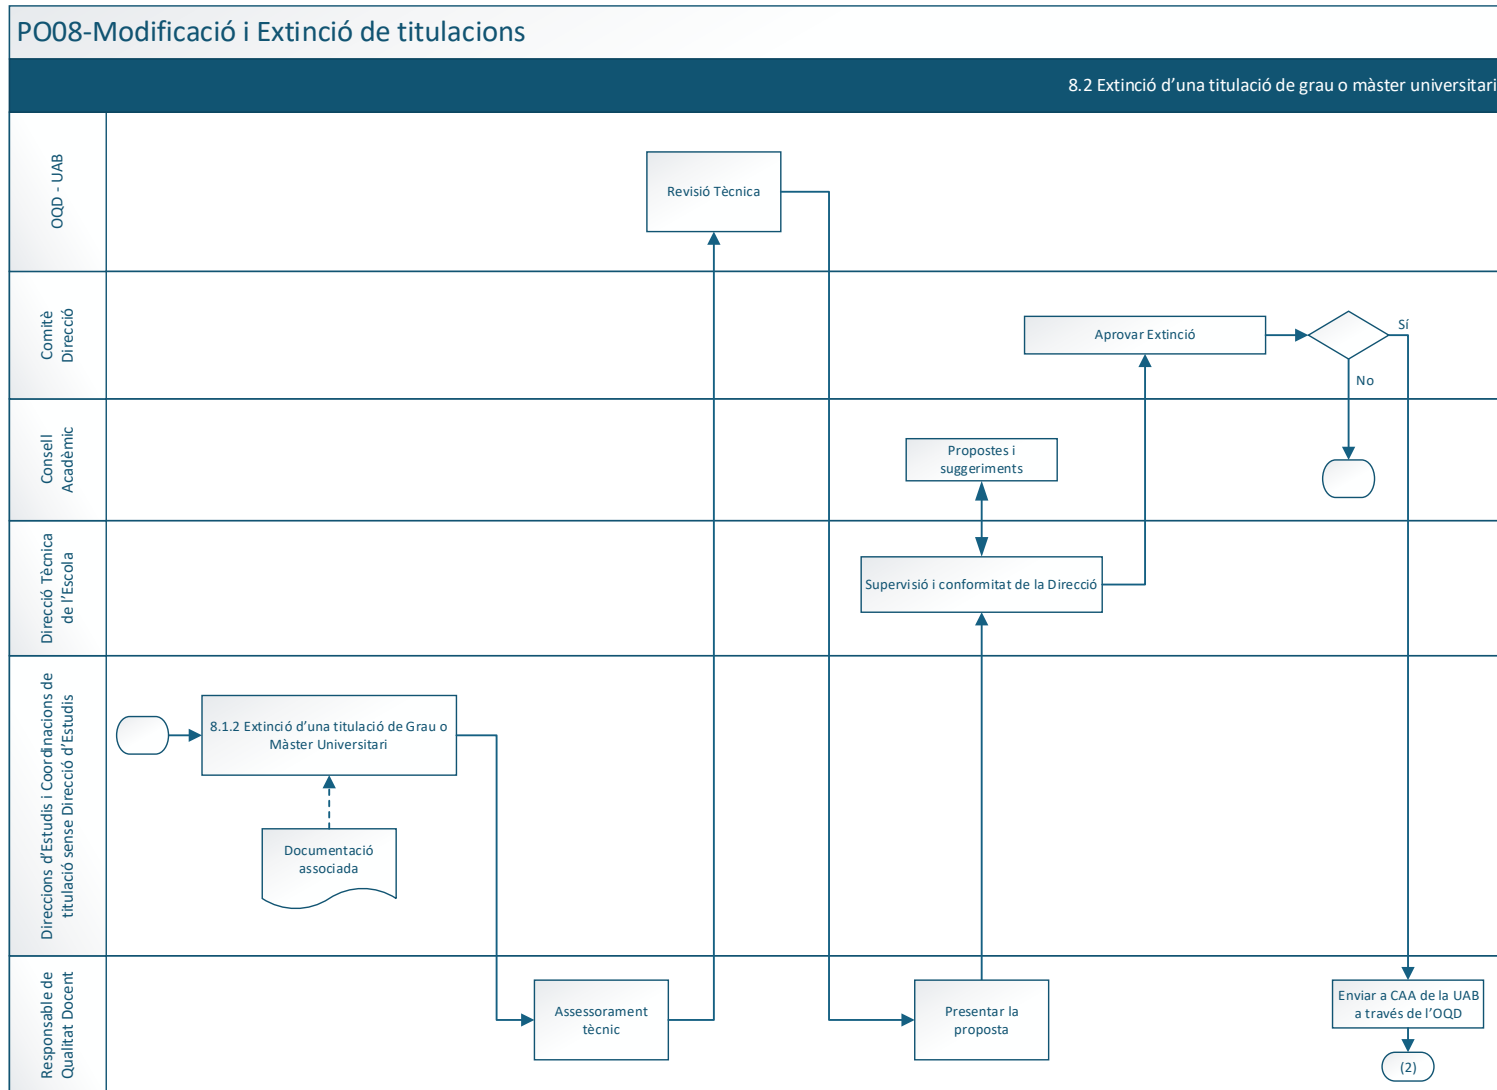 PO08-Modificació i Extinció de titulacions
8.2 Extinció d’una titulació de grau o màster universitari
OQD - UAB
Revisió Tècnica
Comitè
Direcció
Aprovar Extinció
Sí
No
Consell
Acadèmic
Propostes i
suggeriments
Direcció Tècnica
de l’Escola
Supervisió i conformitat de la Direcció
Direccions d’Estudis i Coordinacions de
titulació sense Direcció d’Estudis
8.1.2 Extinció d’una titulació de Grau o
Màster Universitari
Documentació
associada
Responsable de
Qualitat Docent
Assessorament
tècnic
Presentar la
proposta
Enviar a CAA de la UAB
a través de l’OQD
(2)